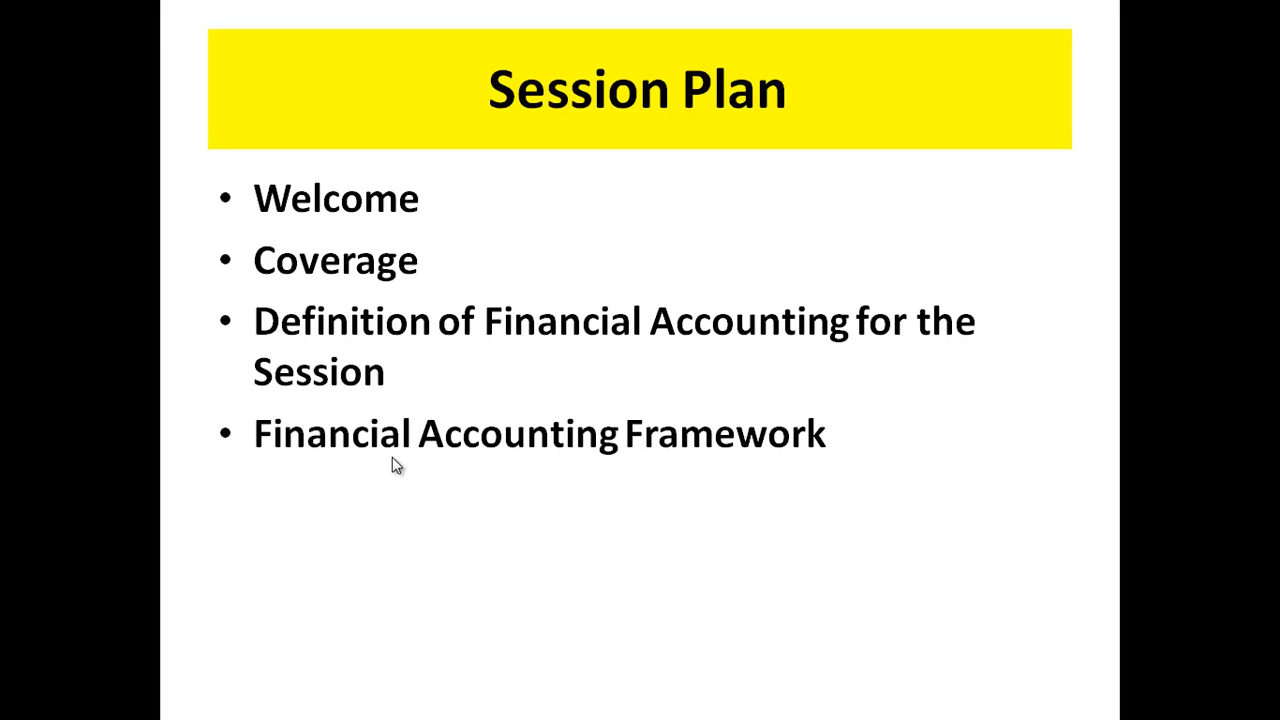 Session Plan
• Welcome
• Coverage
• Definition of Financial Accounting for the
Session
• Financial Accounting Framework